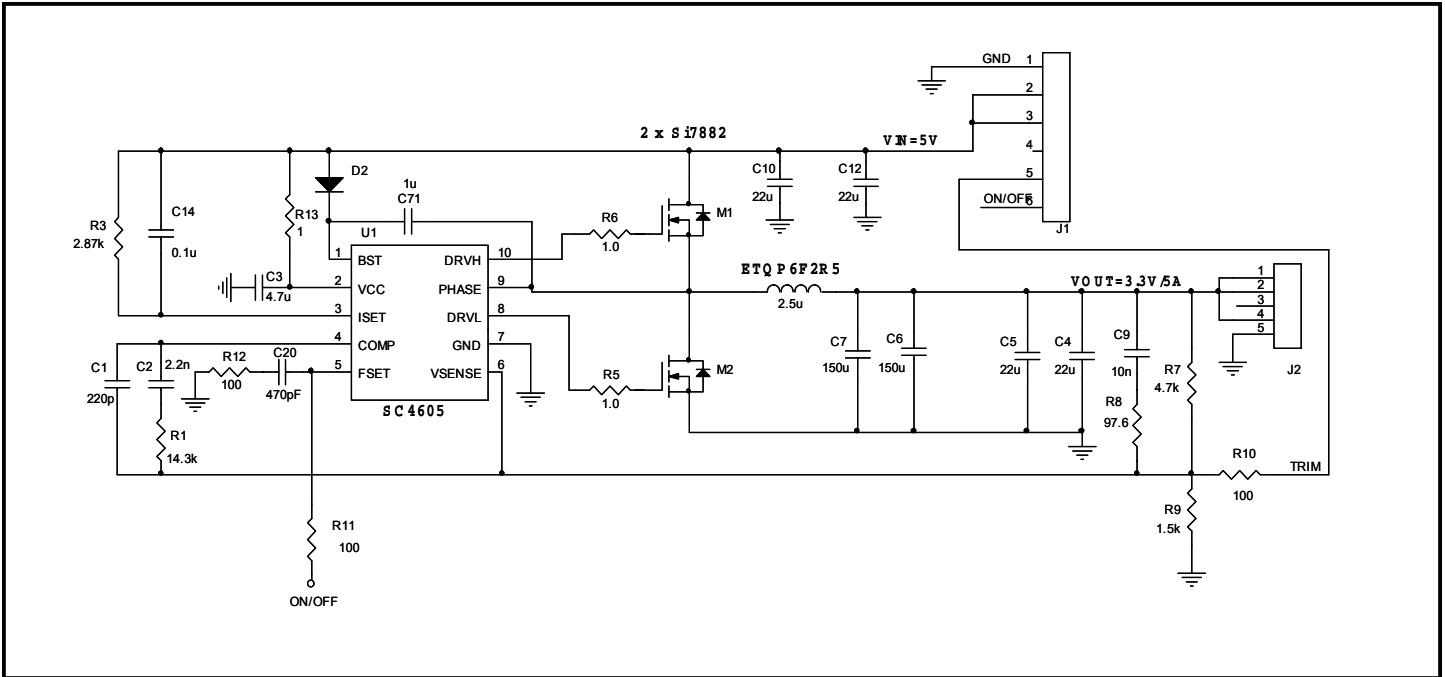 GND 1
2
3
4
5
ON/OFF 6
J1
2 x Si7882
VIN=5V
D2
1u
C71
C10
22u
C12
22u
R3
2.87k
C14
0.1u
R13
1
U1
R6
1.0
M1
1 BST DRVH 10
2 VCC PHASE 9
3 ISET DRVL 8
4 COMP GND 7
5 FSET VSENSE 6
SC4605
C3
4.7u
ETQP6F2R5
2.5u
VOUT=3.3V/5A
1
2
3
4
5
J2
C1
220p
C2
2.2n
R12
100
C20
470pF
R1
14.3k
R5
1.0
M2
C7
150u
C6
150u
C5
22u
C4
22u
C9
10n
R8
97.6
R7
4.7k
R10
100
TRIM
R9
1.5k
R11
100
ON/OFF